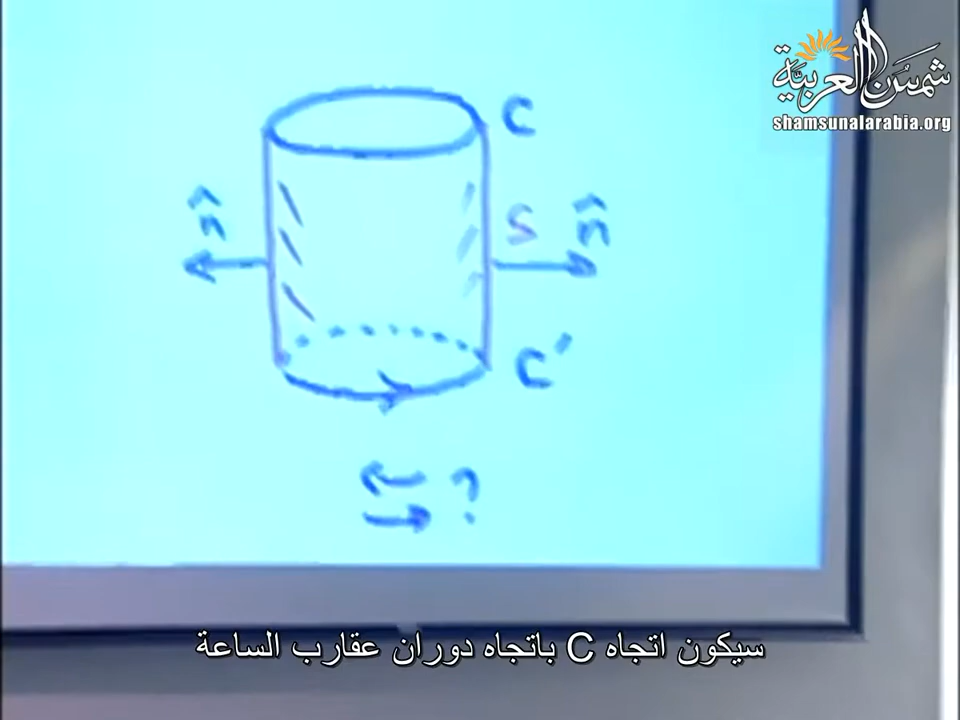 شمس العربية
shamsunalarabia.org
C
n̂ S n̂
C'
?
سيكون اتجاه C باتجاه دوران عقارب الساعة